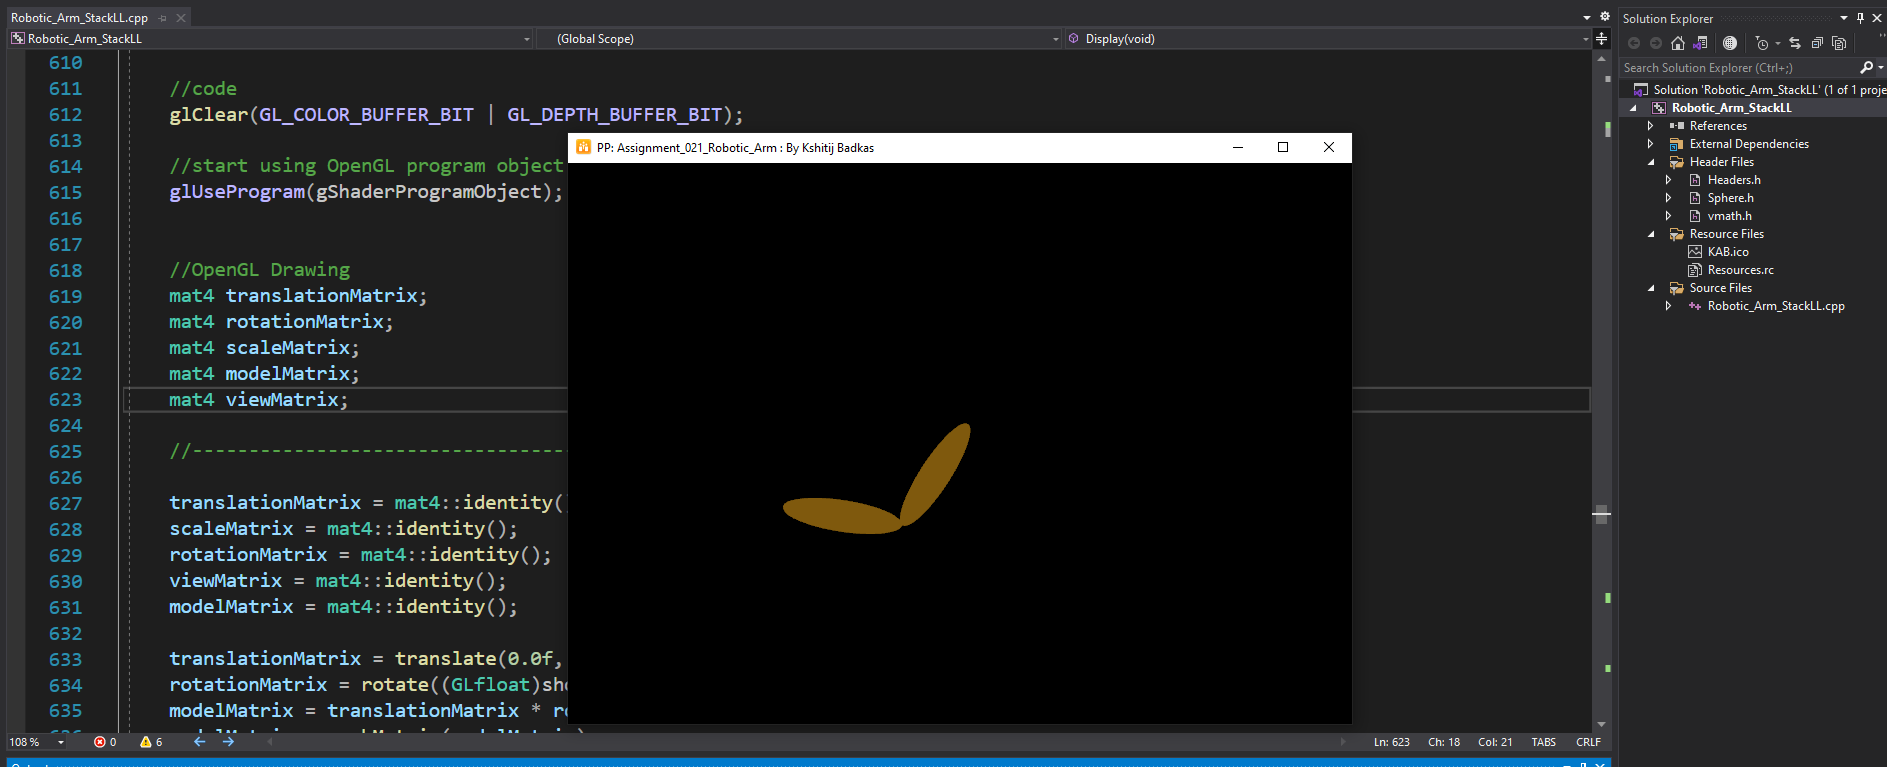 Robotic_Arm_StackLL.cpp
Robotic_Arm_StackLL
(Global Scope)
Display(void)
610
611 //code
612 glClear(GL_COLOR_BUFFER_BIT | GL_DEPTH_BUFFER_BIT);
613
614 //start using OpenGL program object
615 glUseProgram(gShaderProgramObject);
616
617
618 //OpenGL Drawing
619 mat4 translationMatrix;
620 mat4 rotationMatrix;
621 mat4 scaleMatrix;
622 mat4 modelMatrix;
623 mat4 viewMatrix;
624
625 //---------------------------------
626
627 translationMatrix = mat4::identity()
628 scaleMatrix = mat4::identity();
629 rotationMatrix = mat4::identity();
630 viewMatrix = mat4::identity();
631 modelMatrix = mat4::identity();
632
633 translationMatrix = translate(0.0f,
634 rotationMatrix = rotate((GLfloat)sho
635 modelMatrix = translationMatrix * ro
PP: Assignment_021_Robotic_Arm : By Kshitij Badkas
108 %
0
6
Ln: 623
Ch: 18
Col: 21
TABS
CRLF
Solution Explorer
Search Solution Explorer (Ctrl+;)
Solution 'Robotic_Arm_StackLL' (1 of 1 proje
Robotic_Arm_StackLL
References
External Dependencies
Header Files
Headers.h
Sphere.h
vmath.h
Resource Files
KAB.ico
Resources.rc
Source Files
Robotic_Arm_StackLL.cpp